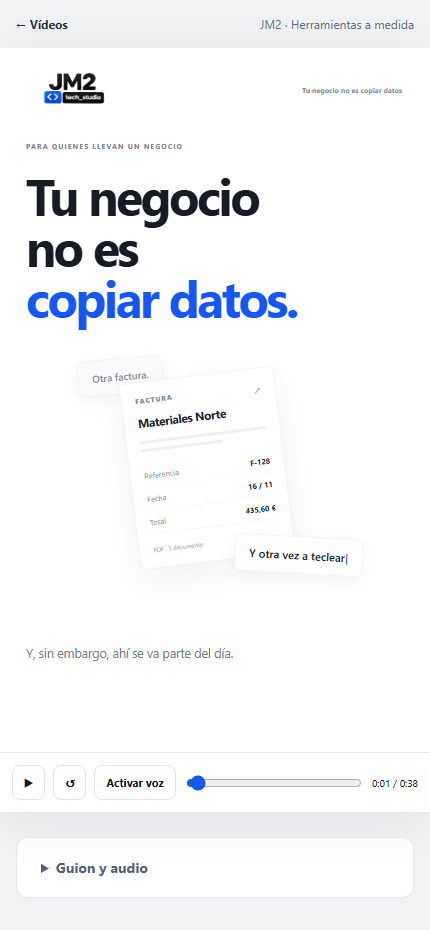 ← Vídeos
JM2 · Herramientas a medida
JM2
<> tech_studio
Tu negocio no es copiar datos
PARA QUIENES LLEVAN UN NEGOCIO
Tu negocio
no es
copiar datos.
Otra factura.
FACTURA
Materiales Norte
Referencia F-128
Fecha 16 / 11
Total 435,60 €
PDF · 1 documento
Y otra vez a teclear
Y, sin embargo, ahí se va parte del día.
Activar voz
0:01 / 0:38
Guion y audio